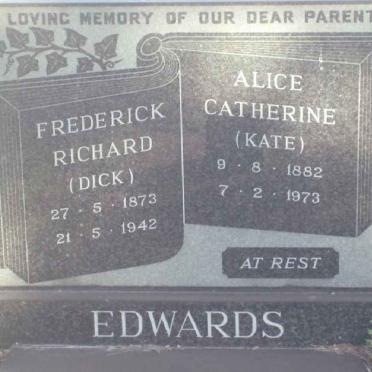 LOVING MEMORY OF OUR DEAR PARENT
FREDERICK
RICHARD
(DICK)
27 · 5 · 1873
21 · 5 · 1942
ALICE
CATHERINE
(KATE)
9 · 8 · 1882
7 · 2 · 1973
AT REST
EDWARDS